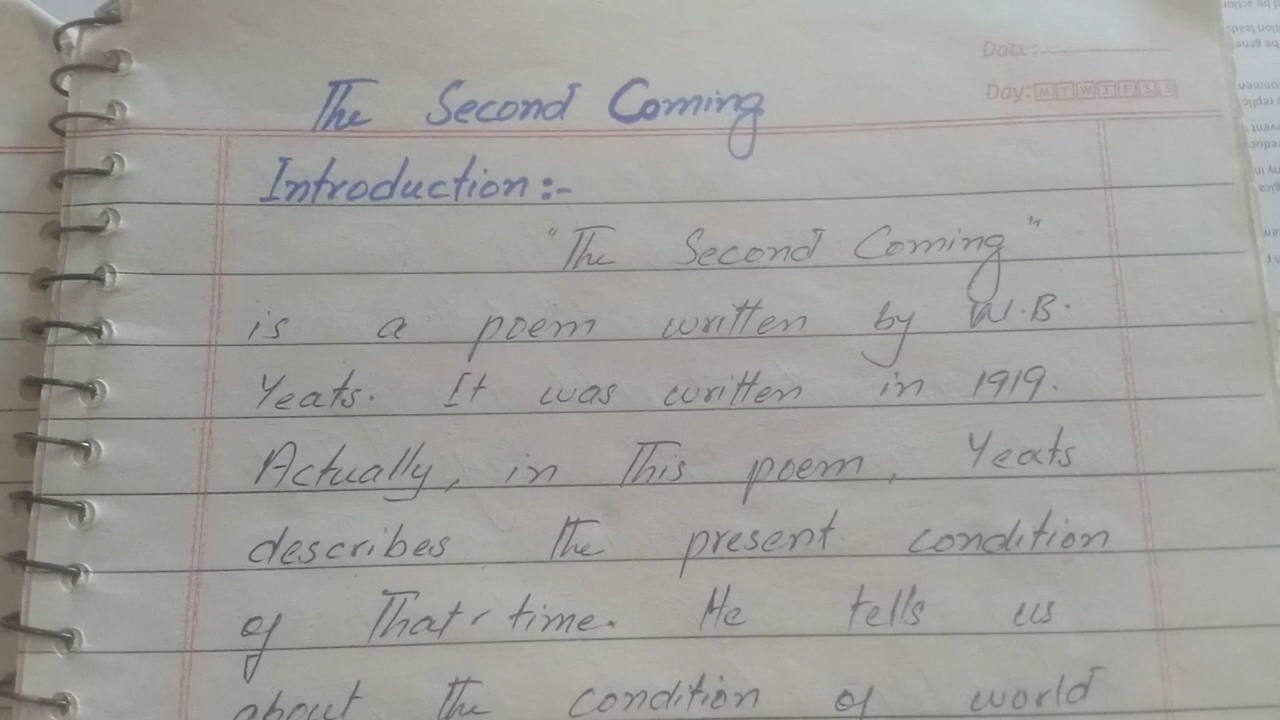 Date:
Day: M T W T F S S
The Second Coming
Introduction:-
"The Second Coming"
is a poem written by W.B.
Yeats. It was written in 1919.
Actually, in this poem, Yeats
describes the present condition
of that time. He tells us
about the condition of world